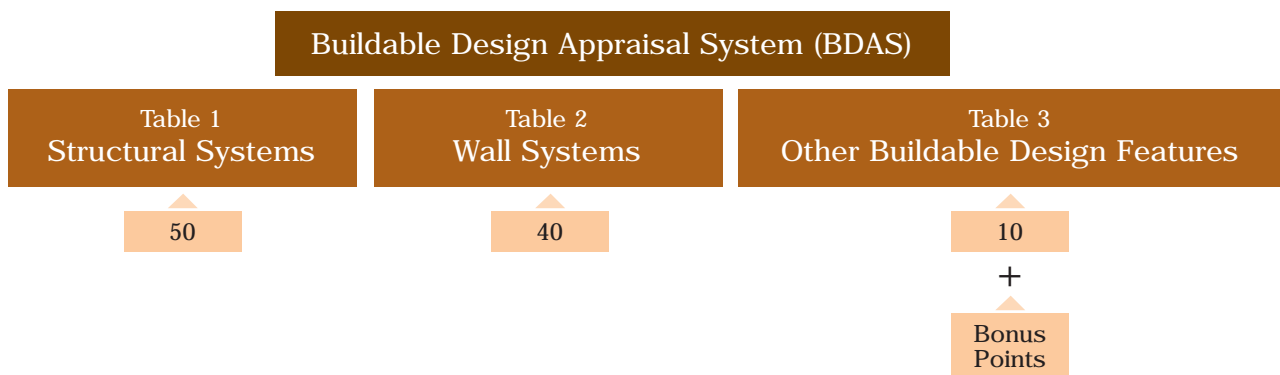 Buildable Design Appraisal System (BDAS)
Table 1
Structural Systems
50
Table 2
Wall Systems
40
Table 3
Other Buildable Design Features
10
+
Bonus
Points